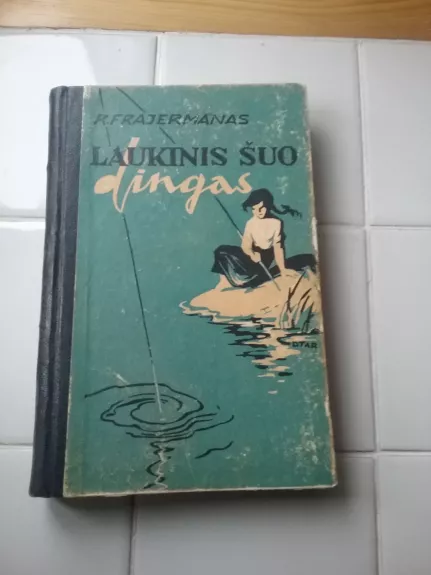 R. FRAJERMANAS
LAUKINIS ŠUO
dingas